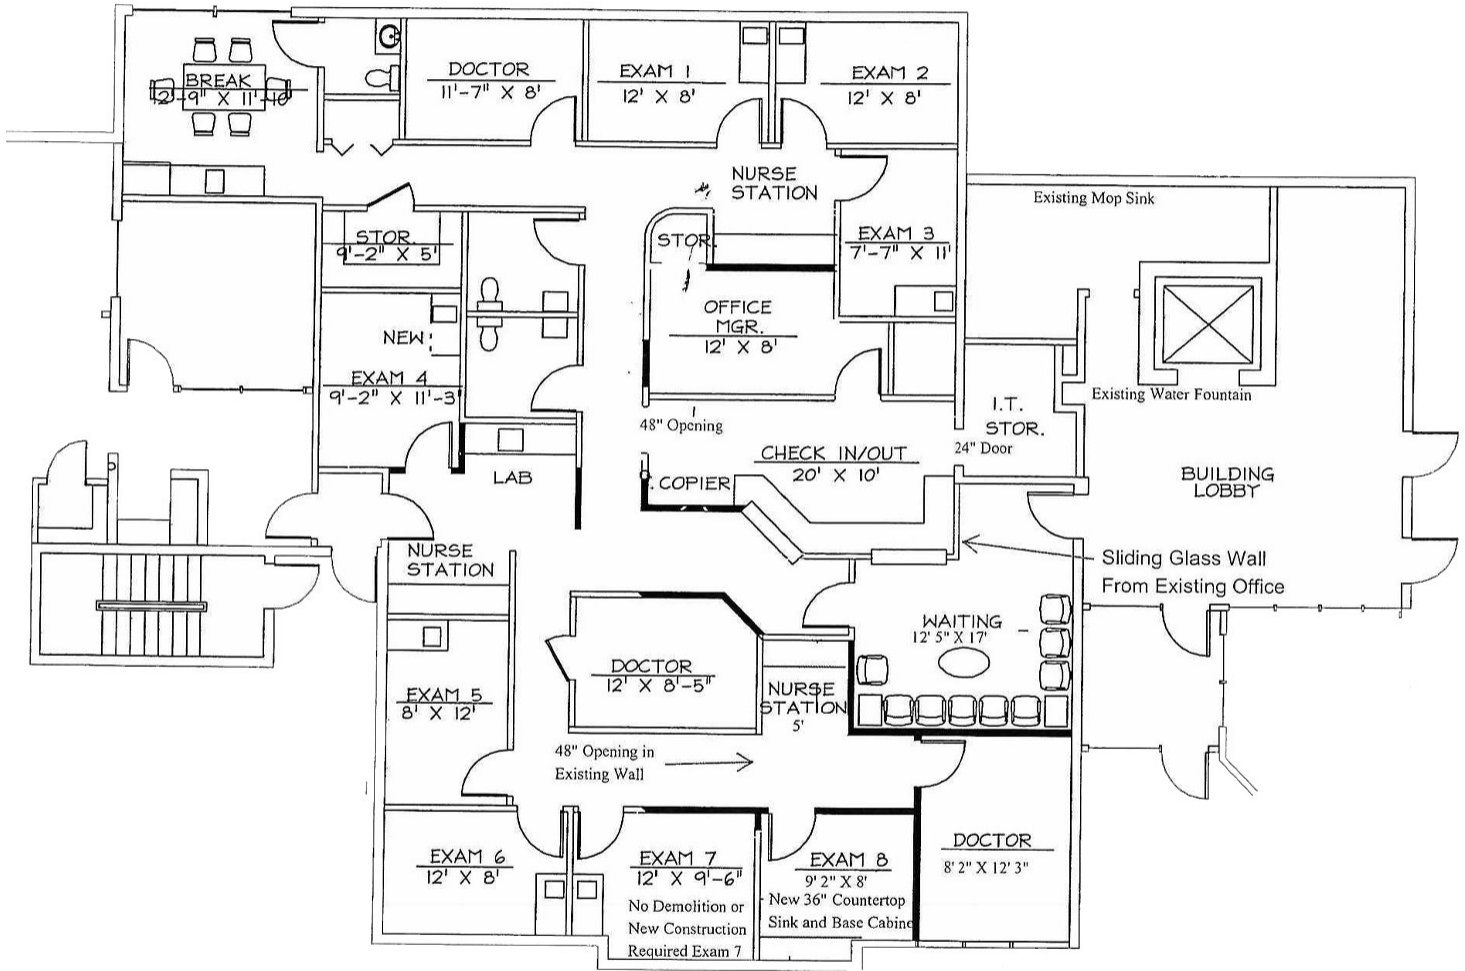 BREAK
12'-9" X 11'-10"
DOCTOR
11'-7" X 8'
EXAM 1
12' X 8'
EXAM 2
12' X 8'
NURSE
STATION
Existing Mop Sink
STOR.
9'-2" X 5'
STOR.
EXAM 3
7'-7" X 11'
OFFICE
MGR.
12' X 8'
NEW
EXAM 4
9'-2" X 11'-3"
Existing Water Fountain
48" Opening
I.T.
STOR.
24" Door
CHECK IN/OUT
20' X 10'
LAB
COPIER
BUILDING
LOBBY
NURSE
STATION
Sliding Glass Wall
From Existing Office
WAITING
12' 5" X 17'
DOCTOR
12' X 8'-5"
EXAM 5
8' X 12'
NURSE
STATION
5'
48" Opening in
Existing Wall
EXAM 6
12' X 8'
EXAM 7
12' X 9'-6"
No Demolition or
New Construction
Required Exam 7
EXAM 8
9' 2" X 8'
New 36" Countertop
Sink and Base Cabine
DOCTOR
8' 2" X 12' 3"